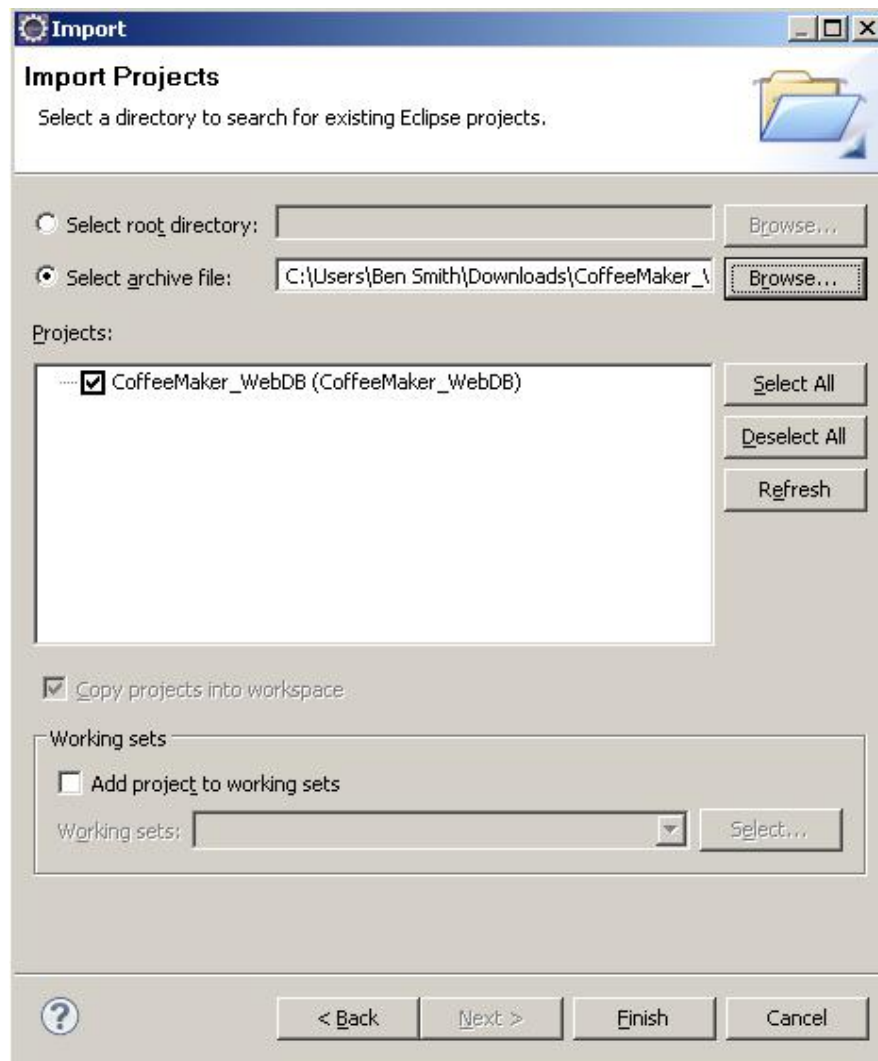 Import
Import Projects
Select a directory to search for existing Eclipse projects.
Select root directory:
Browse...
Select archive file:
C:\Users\Ben Smith\Downloads\CoffeeMaker_\
Browse...
Projects:
CoffeeMaker_WebDB (CoffeeMaker_WebDB)
Select All
Deselect All
Refresh
Copy projects into workspace
Working sets
Add project to working sets
Working sets:
Select...
?
< Back
Next >
Finish
Cancel